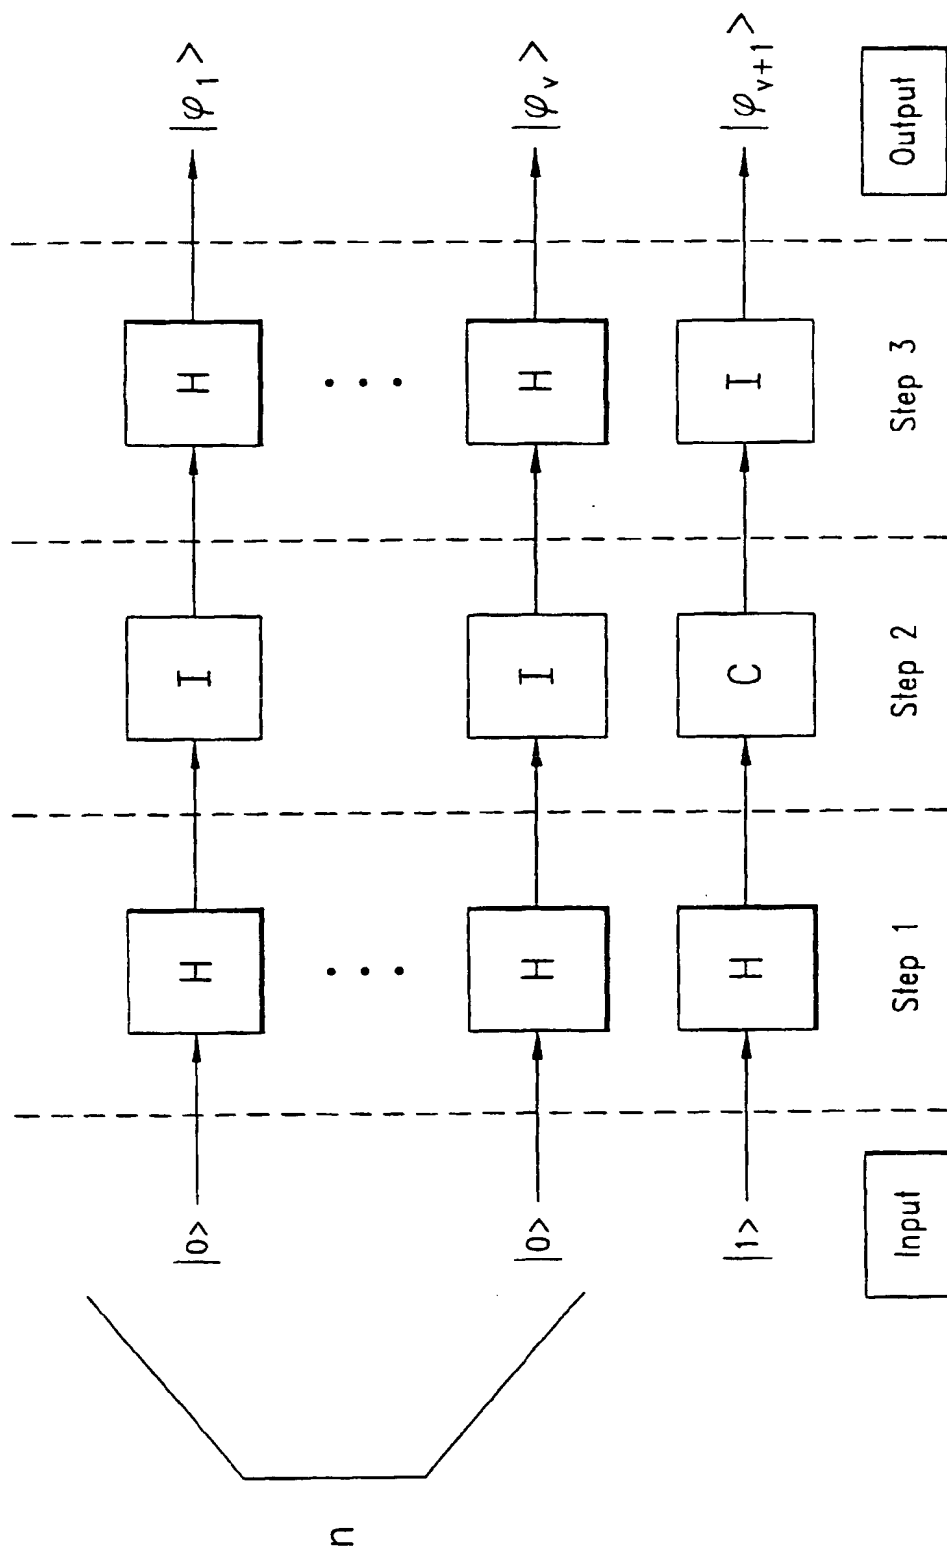 |0> H I H |φ1>
n
|0> H I H |φv>
|1> H C I |φv+1>
Input Step 1 Step 2 Step 3 Output